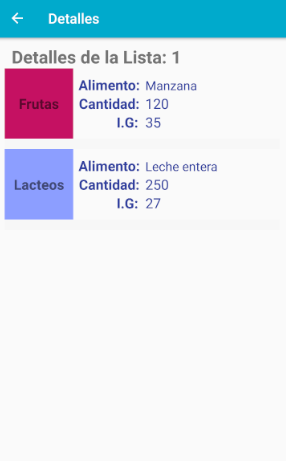 Detalles
Detalles de la Lista: 1
Frutas
Alimento: Manzana
Cantidad: 120
I.G: 35
Lacteos
Alimento: Leche entera
Cantidad: 250
I.G: 27